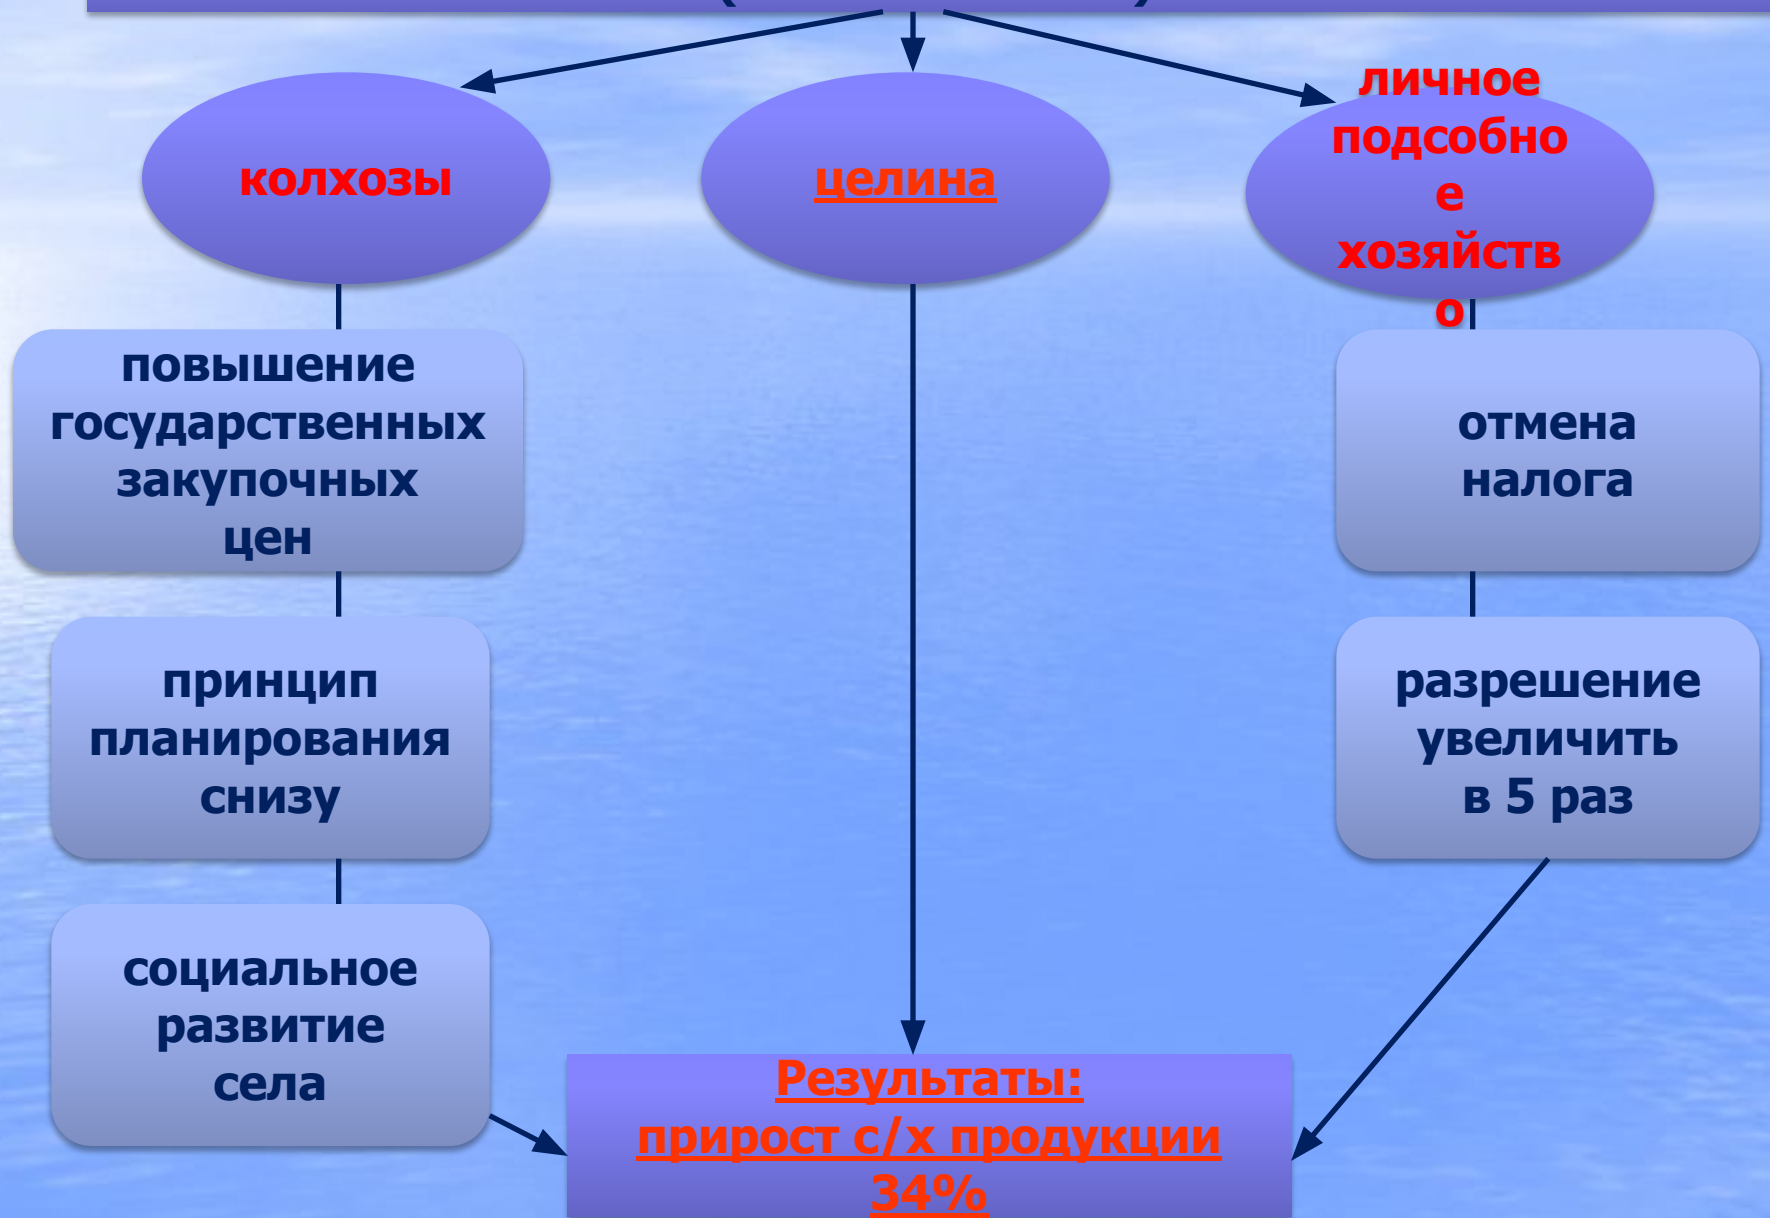 колхозы
целина
личное
подсобно
е
хозяйств
о
повышение
государственных
закупочных
цен
отмена
налога
принцип
планирования
снизу
разрешение
увеличить
в 5 раз
социальное
развитие
села
Результаты:
прирост с/х продукции
34%